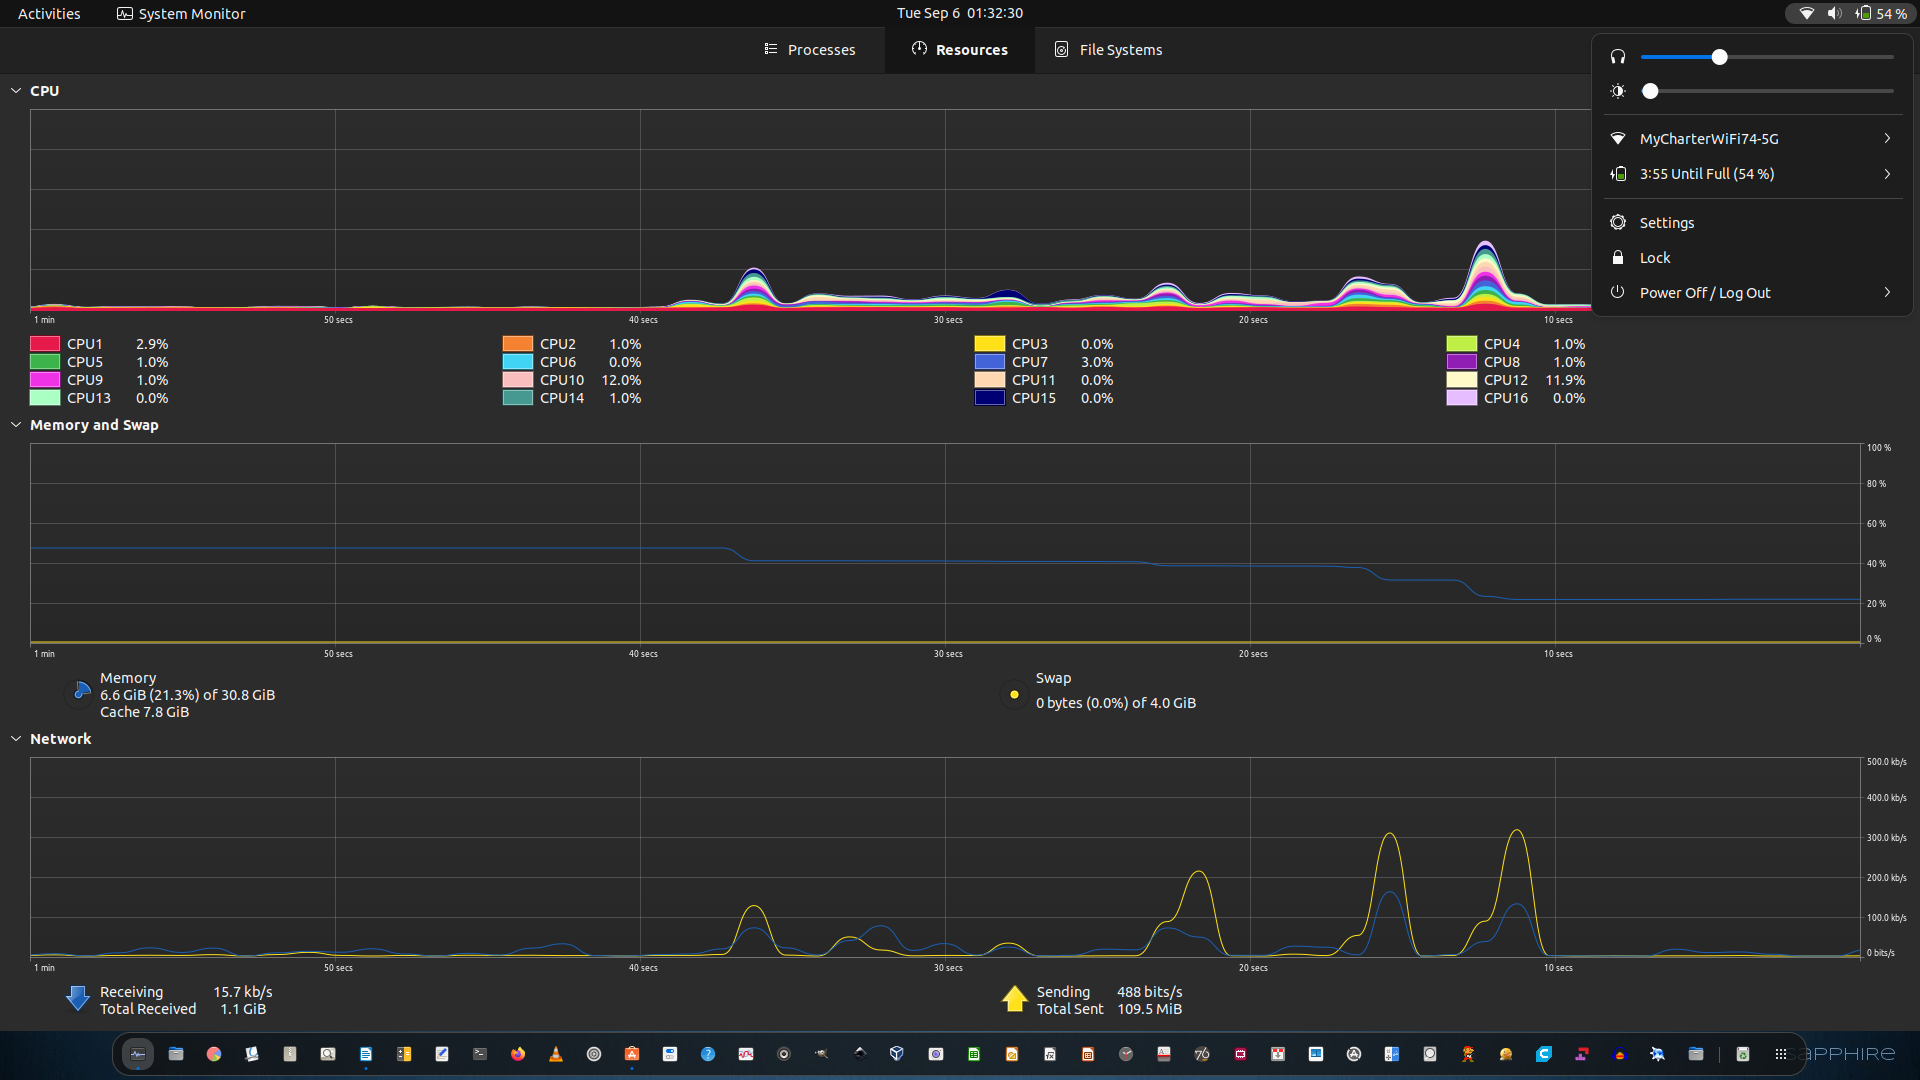 Activities System Monitor Tue Sep 6 01:32:30 54 %
Processes Resources File Systems
CPU
MyCharterWiFi74-5G
3:55 Until Full (54 %)
Settings
Lock
Power Off / Log Out
1 min 50 secs 40 secs 30 secs 20 secs 10 secs
CPU1 2.9% CPU2 1.0% CPU3 0.0% CPU4 1.0%
CPU5 1.0% CPU6 0.0% CPU7 3.0% CPU8 1.0%
CPU9 1.0% CPU10 12.0% CPU11 0.0% CPU12 11.9%
CPU13 0.0% CPU14 1.0% CPU15 0.0% CPU16 0.0%
Memory and Swap
100 %
80 %
60 %
40 %
20 %
0 %
1 min 50 secs 40 secs 30 secs 20 secs 10 secs
Memory Swap
6.6 GiB (21.3%) of 30.8 GiB 0 bytes (0.0%) of 4.0 GiB
Cache 7.8 GiB
Network
500.0 kb/s
400.0 kb/s
300.0 kb/s
200.0 kb/s
100.0 kb/s
0 bits/s
1 min 50 secs 40 secs 30 secs 20 secs 10 secs
Receiving 15.7 kb/s Sending 488 bits/s
Total Received 1.1 GiB Total Sent 109.5 MiB
76
SAPPHIRE